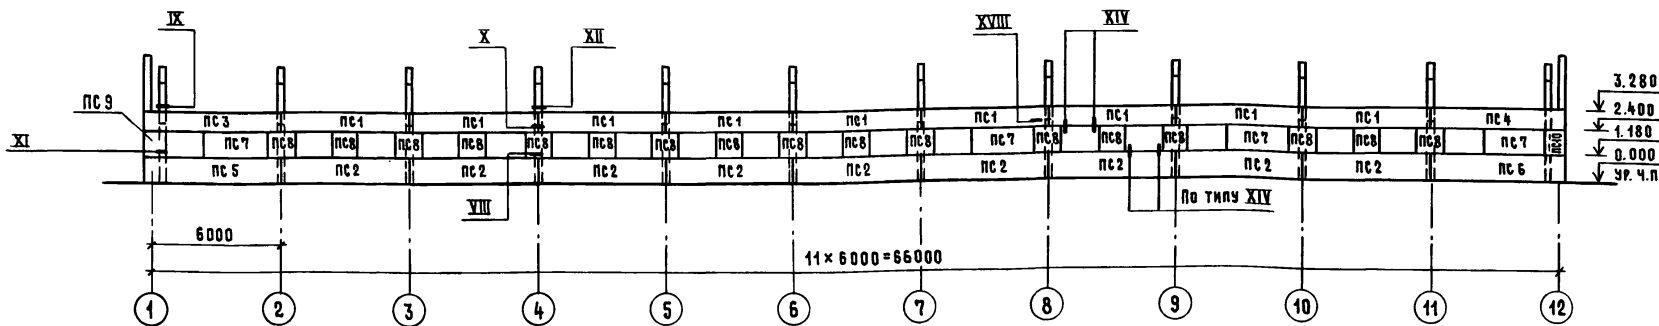 IX
X
XII
XVIII
XIV
ПС 9
XI
ПС 3
ПС 1
ПС 1
ПС 1
ПС 1
ПС 1
ПС 1
ПС 1
ПС 1
ПС 1
ПС 4
ПС 7
ПС 8
ПС 8
ПС 8
ПС 8
ПС 8
ПС 8
ПС 8
ПС 8
ПС 8
ПС 8
ПС 7
ПС 8
ПС 8
ПС 8
ПС 7
ПС 8
ПС 8
ПС 8
ПС 7
ПС10
ПС 5
ПС 2
ПС 2
ПС 2
ПС 2
ПС 2
ПС 2
ПС 2
ПС 2
ПС 2
ПС 6
3.280
2.400
1.180
0.000
УР. Ч.П
VIII
По типу XIV
6000
11 × 6000 = 66000
1
2
3
4
5
6
7
8
9
10
11
12